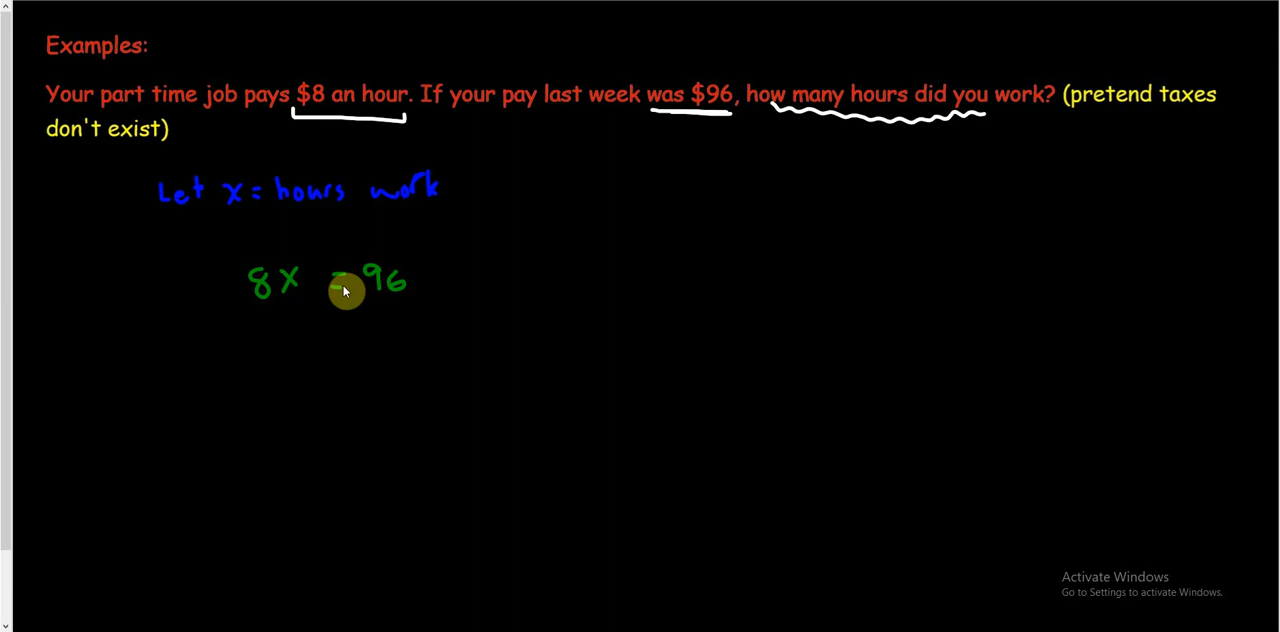 Examples:
Your part time job pays $8 an hour. If your pay last week was $96, how many hours did you work? (pretend taxes
don't exist)
Let x = hours work
8x = 96
Activate Windows
Go to Settings to activate Windows.